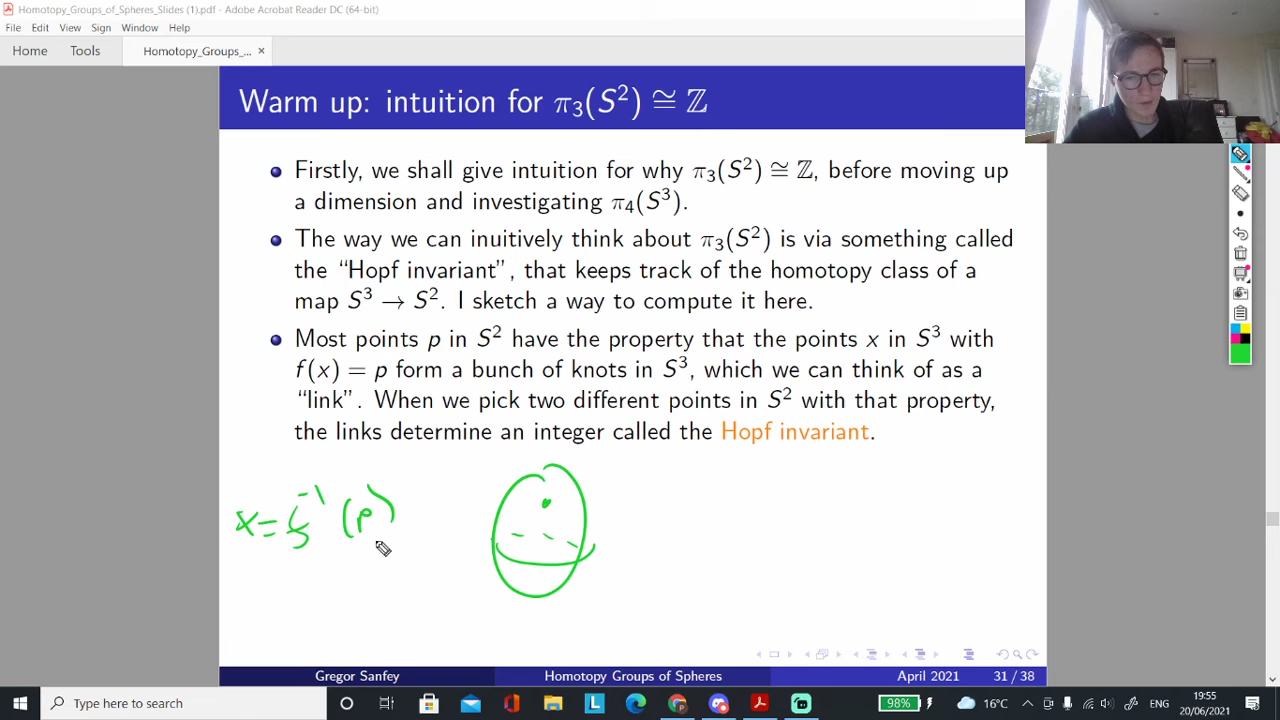 Homotopy_Groups_of_Spheres_Slides (1).pdf - Adobe Acrobat Reader DC (64-bit)
File Edit View Sign Window Help
Home Tools Homotopy_Groups_... ×
Warm up: intuition for π₃(S²) ≅ ℤ
Firstly, we shall give intuition for why π₃(S²) ≅ ℤ, before moving up
a dimension and investigating π₄(S³).
The way we can inuitively think about π₃(S²) is via something called
the “Hopf invariant”, that keeps track of the homotopy class of a
map S³ → S². I sketch a way to compute it here.
Most points p in S² have the property that the points x in S³ with
f(x) = p form a bunch of knots in S³, which we can think of as a
“link”. When we pick two different points in S² with that property,
the links determine an integer called the Hopf invariant.
x = f⁻¹(p)
Gregor Sanfey Homotopy Groups of Spheres April 2021 31 / 38
Type here to search 98% 16°C ENG 19:55
20/06/2021